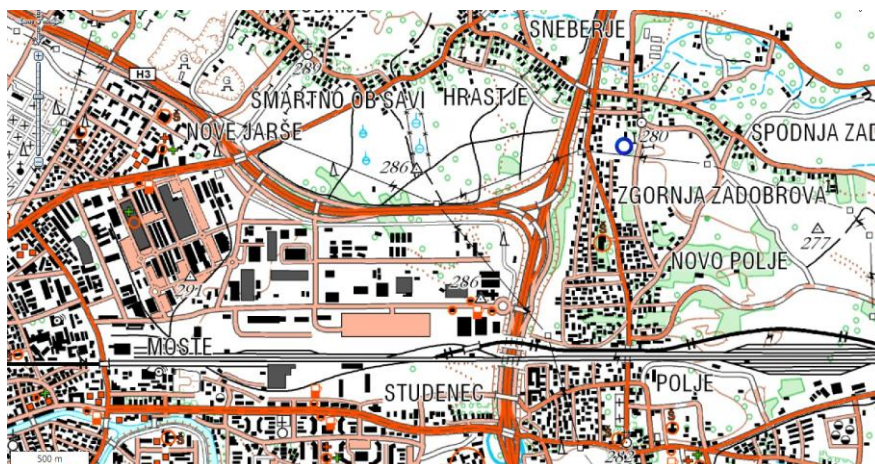 SNEBERJE
H3
289
ŠMARTNO OB SAVI
HRASTJE
NOVE JARŠE
280
SPODNJA ZAD
286
ZGORNJA ZADOBROVA
277
NOVO POLJE
291
286
MOSTE
STUDENEC
POLJE
282
500 m